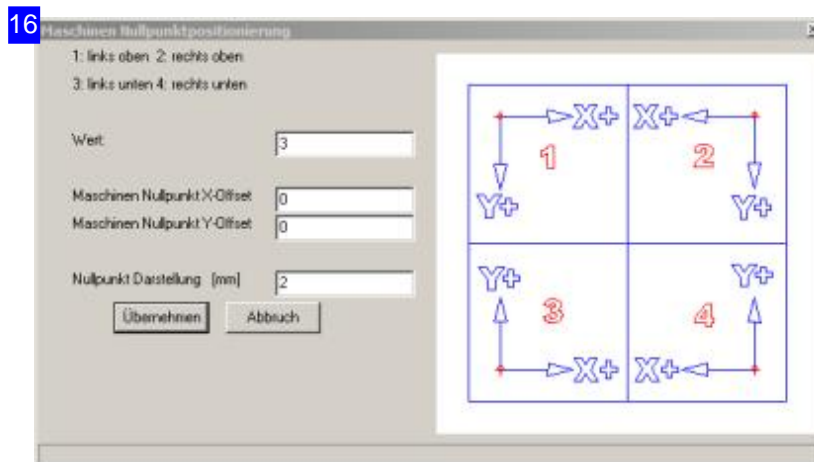 16
Maschinen Nullpunktpositionierung
1: links oben 2: rechts oben
3: links unten 4: rechts unten
Wert: 3
Maschinen Nullpunkt X-Offset 0
Maschinen Nullpunkt Y-Offset 0
Nullpunkt Darstellung [mm] 2
Übernehmen Abbruch
X+ X+
1 2
Y+ Y+
Y+ Y+
3 4
X+ X+